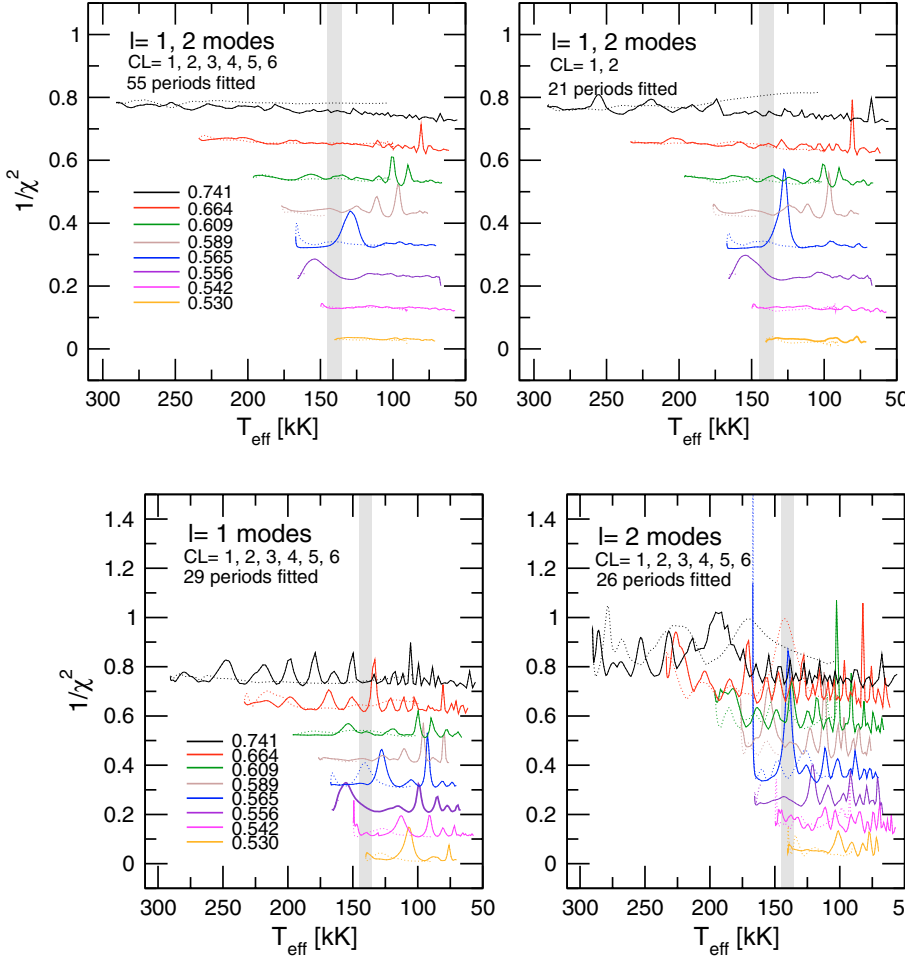 l= 1, 2 modes
CL= 1, 2, 3, 4, 5, 6
55 periods fitted
1/χ²
0.8
0.6
0.4
0.2
0
0.741
0.664
0.609
0.589
0.565
0.556
0.542
0.530
300 250 200 150 100 50
T_eff [kK]
l= 1, 2 modes
CL= 1, 2
21 periods fitted
1
0.8
0.6
0.4
0.2
0
300 250 200 150 100 50
T_eff [kK]
l= 1 modes
CL= 1, 2, 3, 4, 5, 6
29 periods fitted
1/χ²
1.4
1.2
1
0.8
0.6
0.4
0.2
0
0.741
0.664
0.609
0.589
0.565
0.556
0.542
0.530
300 250 200 150 100 50
T_eff [kK]
l= 2 modes
CL= 1, 2, 3, 4, 5, 6
26 periods fitted
1.4
1.2
1
0.8
0.6
0.4
0.2
0
300 250 200 150 100 5
T_eff [kK]